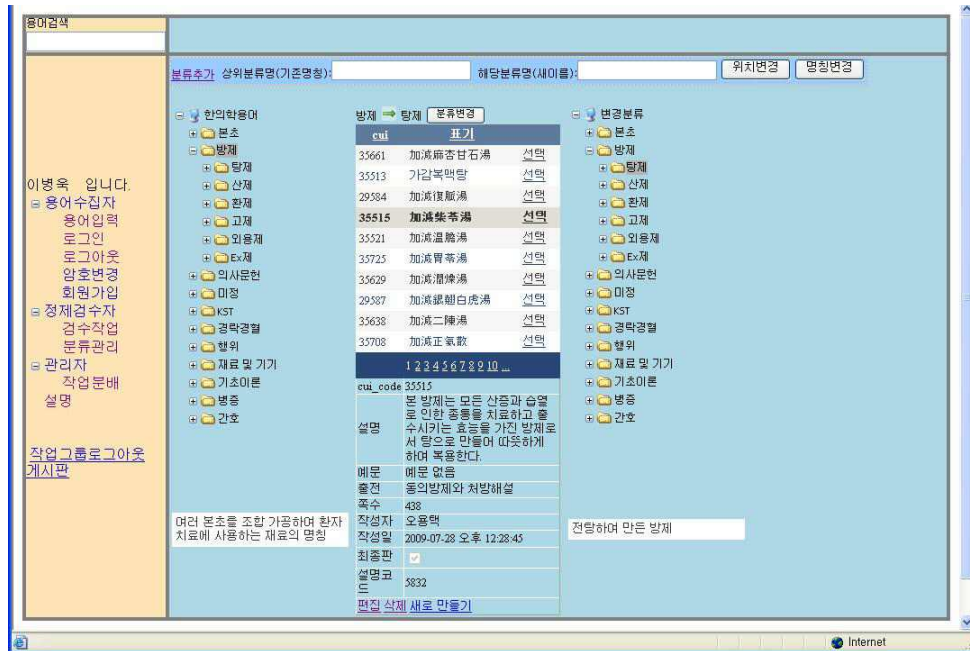 용어검색
분류추가 상위분류명(기존명칭): 해당분류명(새이름): 위치변경 명칭변경
이병욱 입니다.
용어수집자
용어입력
로그인
로그아웃
암호변경
회원가입
정제검수자
검수작업
분류관리
관리자
작업분배
설명
작업그룹로그아웃
게시판
한의학용어
본초
방제
탕제
산제
환제
고제
외용제
Ex제
의사문헌
미정
KST
경락경혈
행위
재료 및 기기
기초이론
병증
간호
여러 본초를 조합 가공하여 환자
치료에 사용하는 재료의 명칭
방제 탕제 분류변경
cui 표기
35661 加減麻杏甘石湯 선택
35513 가감복맥탕 선택
29584 加減復脈湯 선택
35515 加減柴苓湯 선택
35521 加減温膽湯 선택
35725 加減胃苓湯 선택
35629 加減潤燥湯 선택
29587 加減銀翹白虎湯 선택
35638 加減二陳湯 선택
35708 加減正氣散 선택
1 2 3 4 5 6 7 8 9 10 ...
cui_code 35515
설명 본 방제는 모든 산증과 습열
로 인한 종통을 치료하고 출
수시키는 효능을 가진 방제로
서 탕으로 만들어 따뜻하게
하여 복용한다.
예문 예문 없음
출전 동의방제와 처방해설
쪽수 438
작성자 오용택
작성일 2009-07-28 오후 12:28:45
최종판
설명코
드 5832
편집 삭제 새로 만들기
변경분류
본초
방제
탕제
산제
환제
고제
외용제
Ex제
의사문헌
미정
KST
경락경혈
행위
재료 및 기기
기초이론
병증
간호
전탕하여 만든 방제
Internet